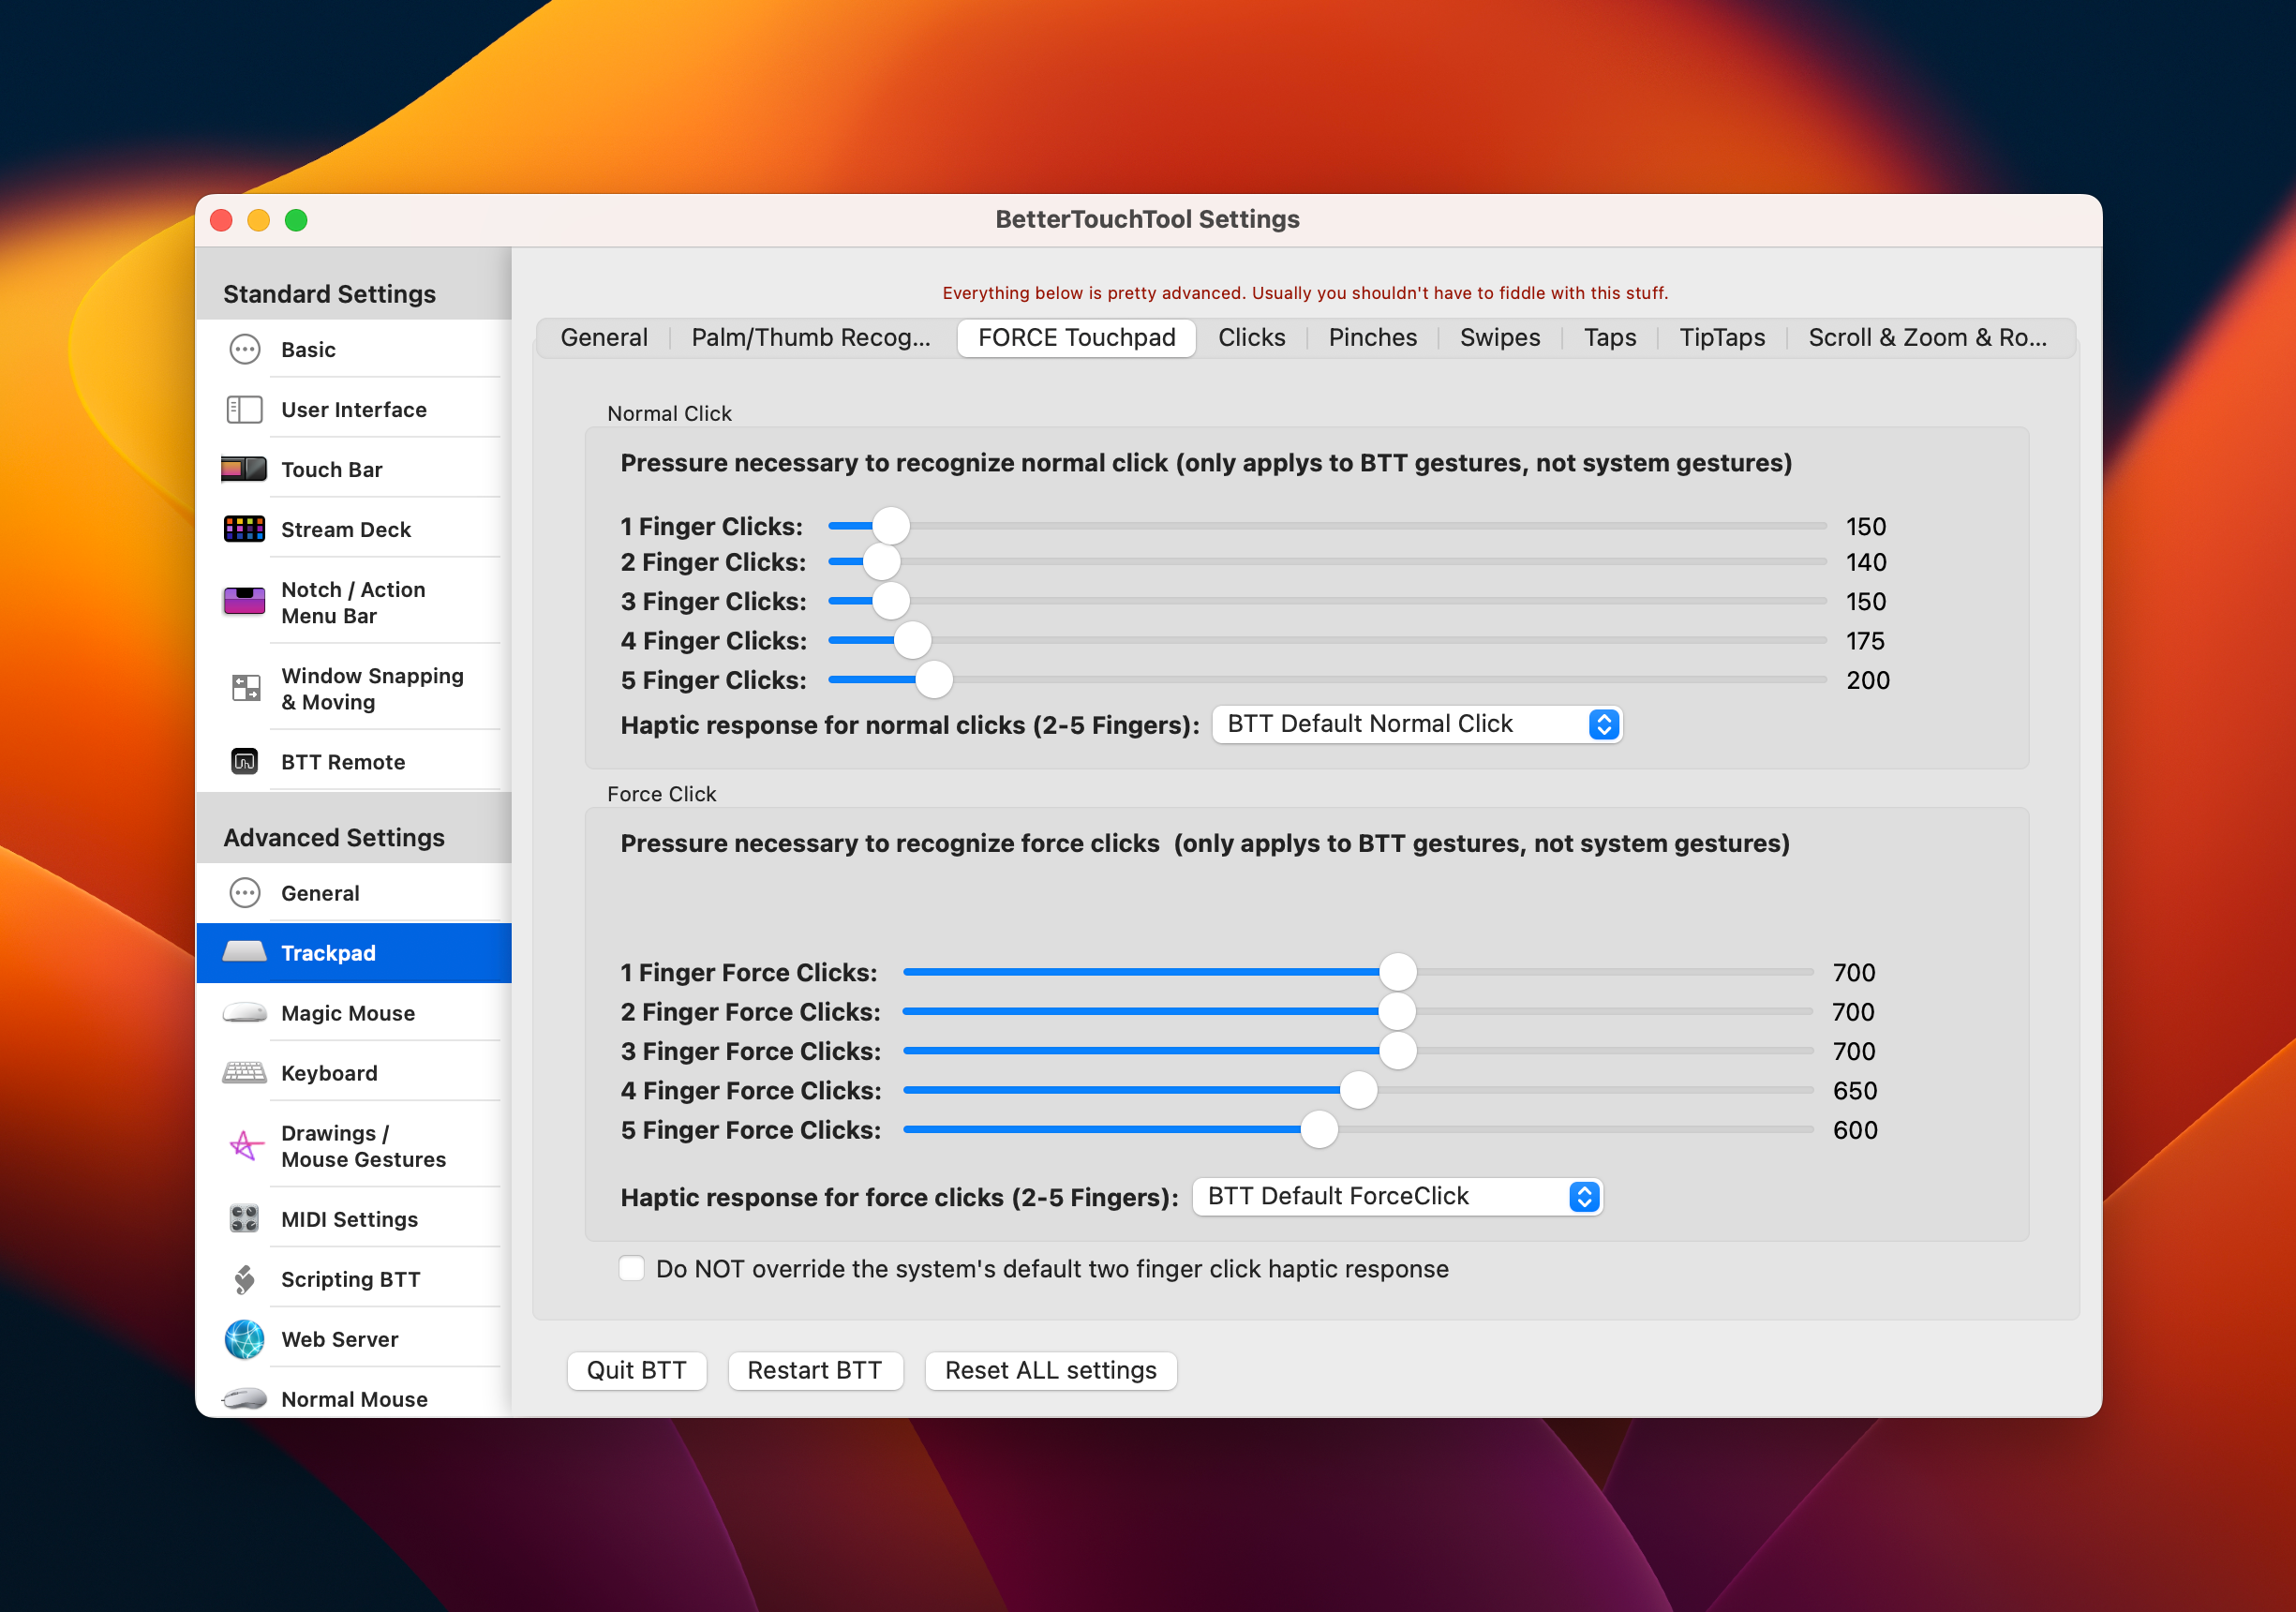 BetterTouchTool Settings
Standard Settings
Basic
User Interface
Touch Bar
Stream Deck
Notch / Action
Menu Bar
Window Snapping
& Moving
BTT Remote
Advanced Settings
General
Trackpad
Magic Mouse
Keyboard
Drawings /
Mouse Gestures
MIDI Settings
Scripting BTT
Web Server
Normal Mouse
Everything below is pretty advanced. Usually you shouldn't have to fiddle with this stuff.
General Palm/Thumb Recog... FORCE Touchpad Clicks Pinches Swipes Taps TipTaps Scroll & Zoom & Ro...
Normal Click
Pressure necessary to recognize normal click (only applys to BTT gestures, not system gestures)
1 Finger Clicks: 150
2 Finger Clicks: 140
3 Finger Clicks: 150
4 Finger Clicks: 175
5 Finger Clicks: 200
Haptic response for normal clicks (2-5 Fingers): BTT Default Normal Click
Force Click
Pressure necessary to recognize force clicks (only applys to BTT gestures, not system gestures)
1 Finger Force Clicks: 700
2 Finger Force Clicks: 700
3 Finger Force Clicks: 700
4 Finger Force Clicks: 650
5 Finger Force Clicks: 600
Haptic response for force clicks (2-5 Fingers): BTT Default ForceClick
Do NOT override the system's default two finger click haptic response
Quit BTT Restart BTT Reset ALL settings